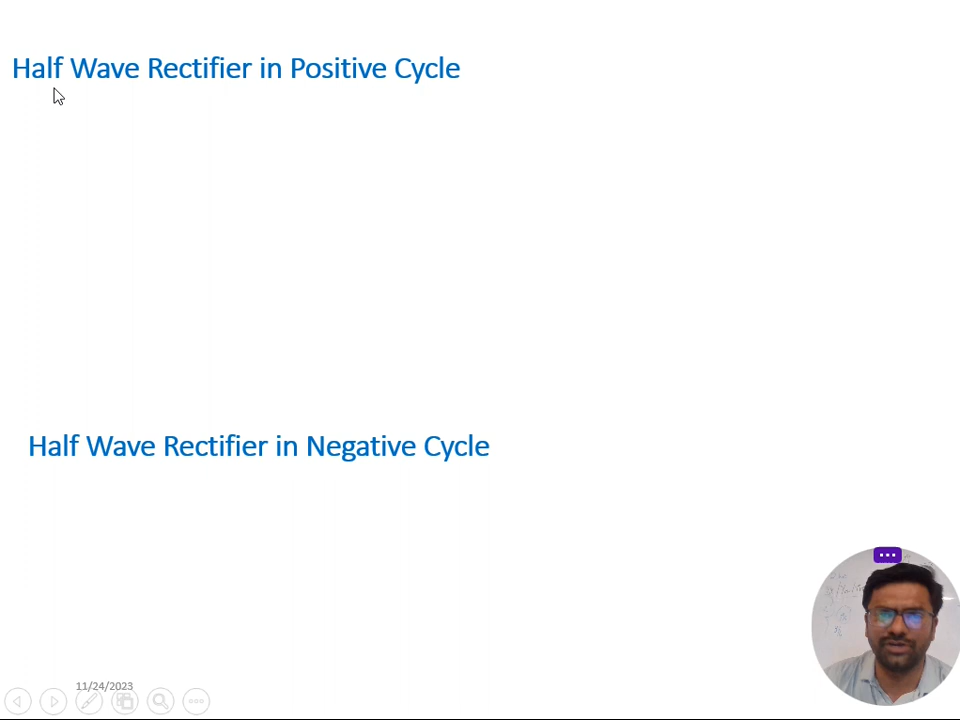 Half Wave Rectifier in Positive Cycle
Half Wave Rectifier in Negative Cycle
11/24/2023